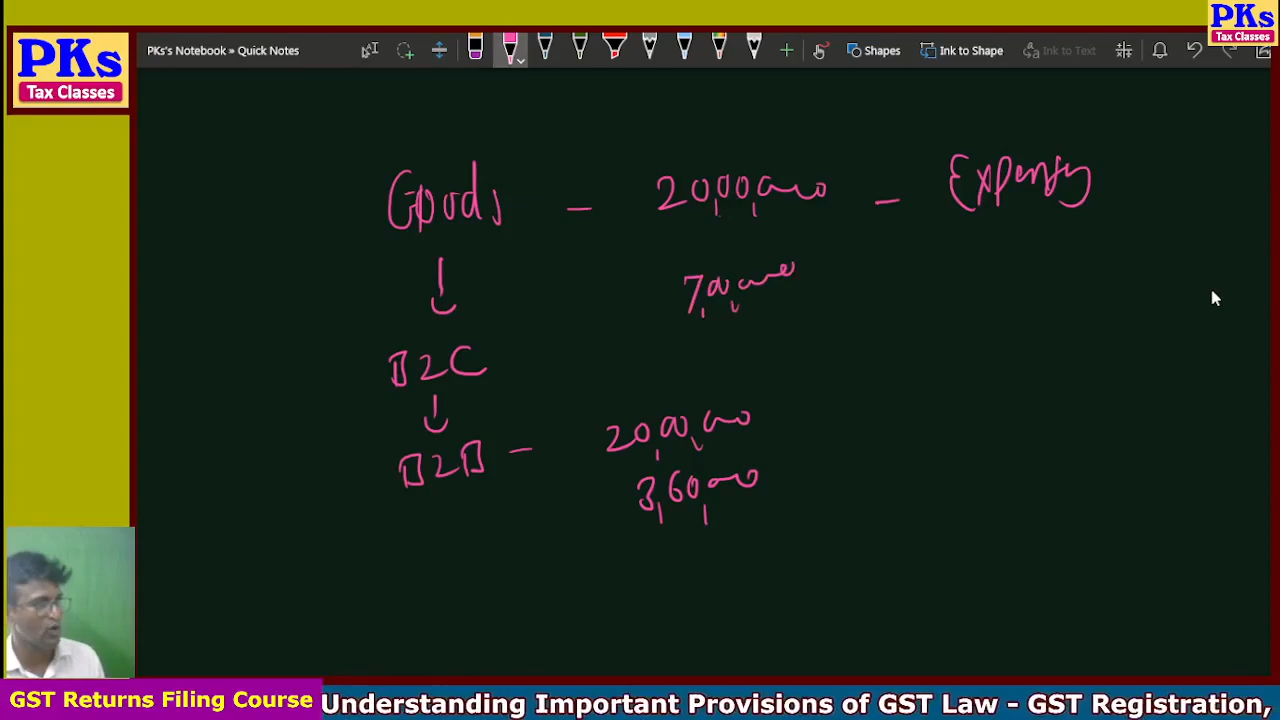 PKs
Tax Classes
PKs's Notebook » Quick Notes
Shapes
Ink to Shape
Ink to Text
PKs
Tax Classes
Goods - 20,00,000 - Expenses
7,00,000
B2C
B2B - 20,00,000
3,60,000
GST Returns Filing Course
Understanding Important Provisions of GST Law - GST Registration,